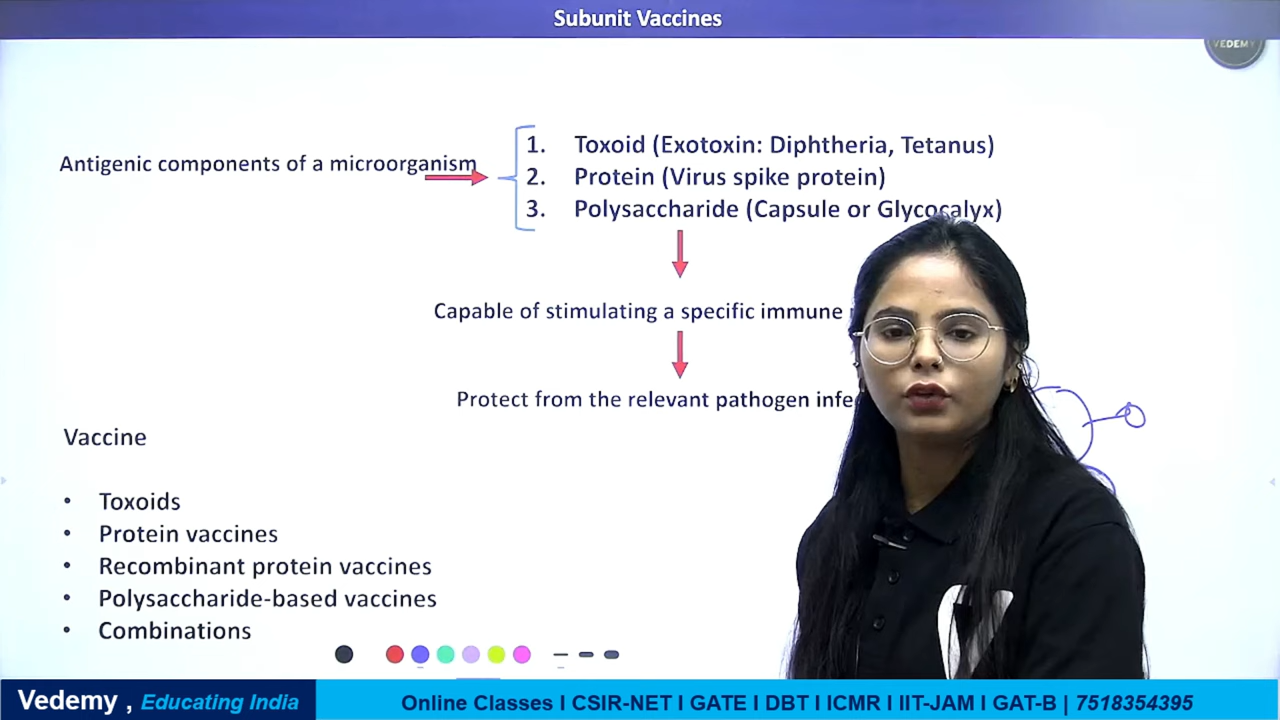 Subunit Vaccines
VEDEMY
Antigenic components of a microorganism
1. Toxoid (Exotoxin: Diphtheria, Tetanus)
2. Protein (Virus spike protein)
3. Polysaccharide (Capsule or Glycocalyx)
Capable of stimulating a specific immune
Protect from the relevant pathogen
Vaccine
• Toxoids
• Protein vaccines
• Recombinant protein vaccines
• Polysaccharide-based vaccines
• Combinations
Vedemy , Educating India
Online Classes I CSIR-NET I GATE I DBT I ICMR I IIT-JAM I GAT-B | 7518354395